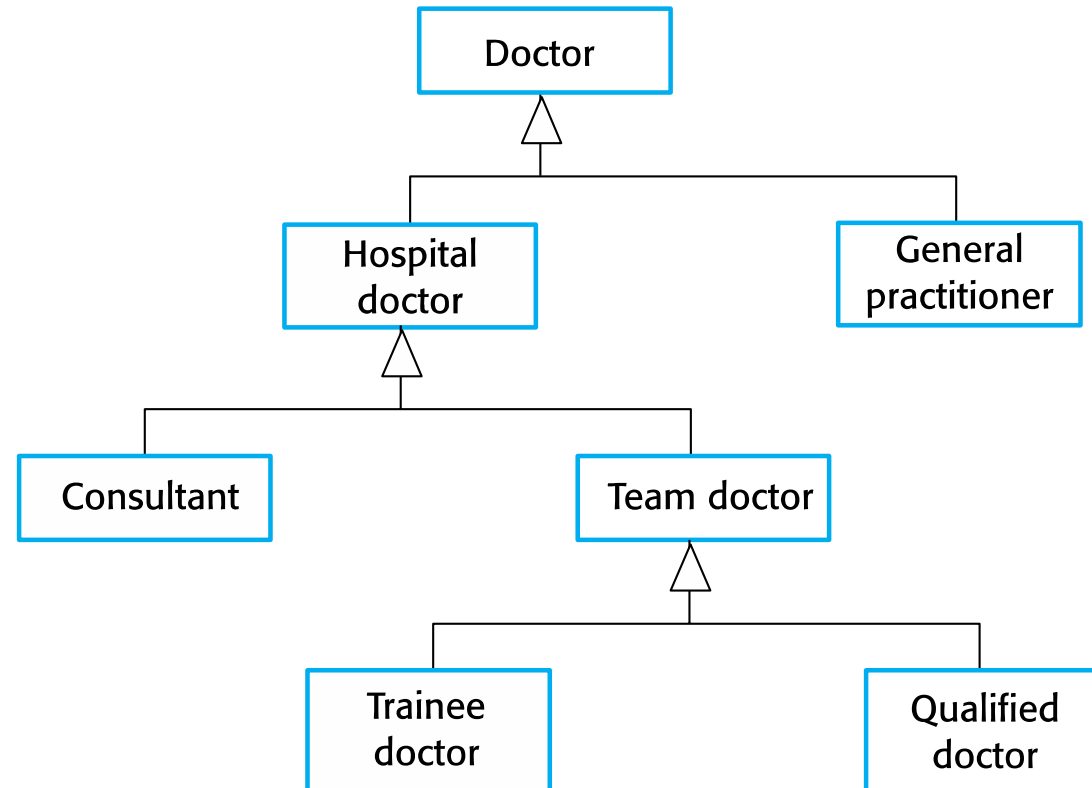 Doctor
Hospital
doctor
General
practitioner
Consultant
Team doctor
Trainee
doctor
Qualified
doctor